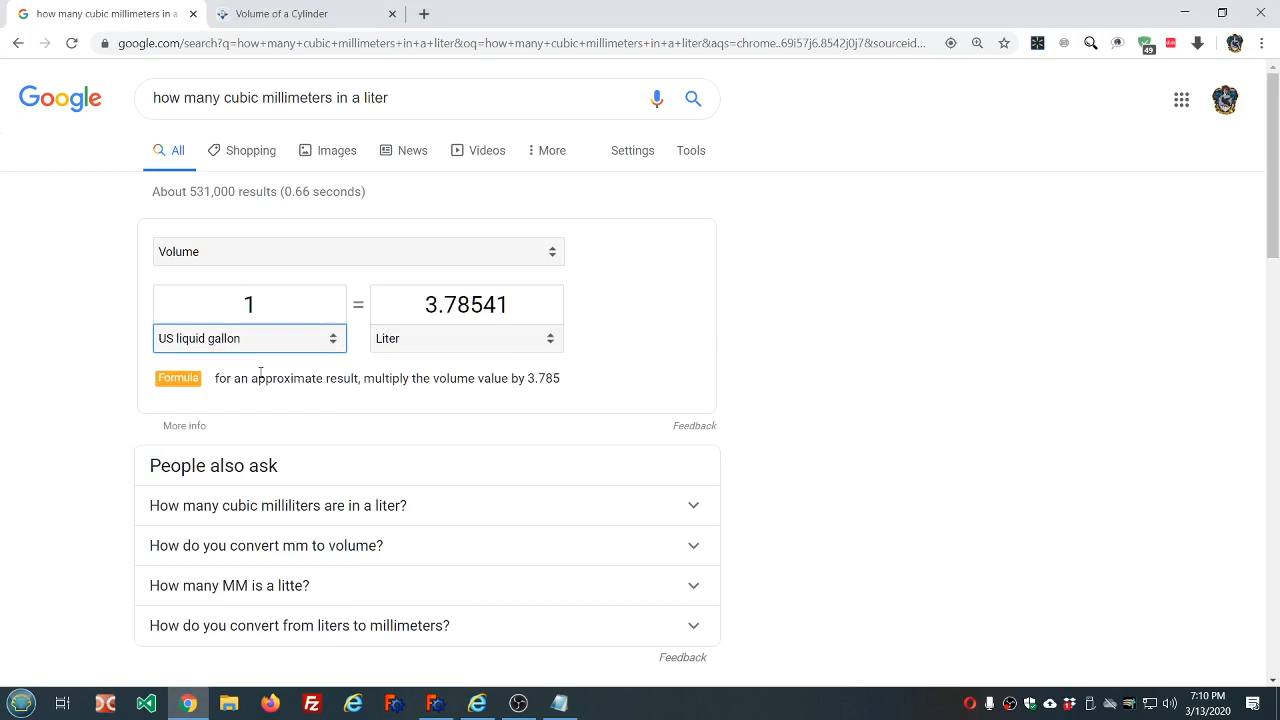 how many cubic millimeters in a
Volume of a Cylinder
google.com/search?q=how+many+cubic+millimeters+in+a+liter&oq=how+many+cubic+millimeters+in+a+liter&aqs=chrome..69i57j6.8542j0j7&sourceid...
49
Google
how many cubic millimeters in a liter
All
Shopping
Images
News
Videos
More
Settings
Tools
About 531,000 results (0.66 seconds)
Volume
1 = 3.78541
US liquid gallon
Liter
Formula for an approximate result, multiply the volume value by 3.785
More info
Feedback
People also ask
How many cubic milliliters are in a liter?
How do you convert mm to volume?
How many MM is a litte?
How do you convert from liters to millimeters?
Feedback
7:10 PM
3/13/2020